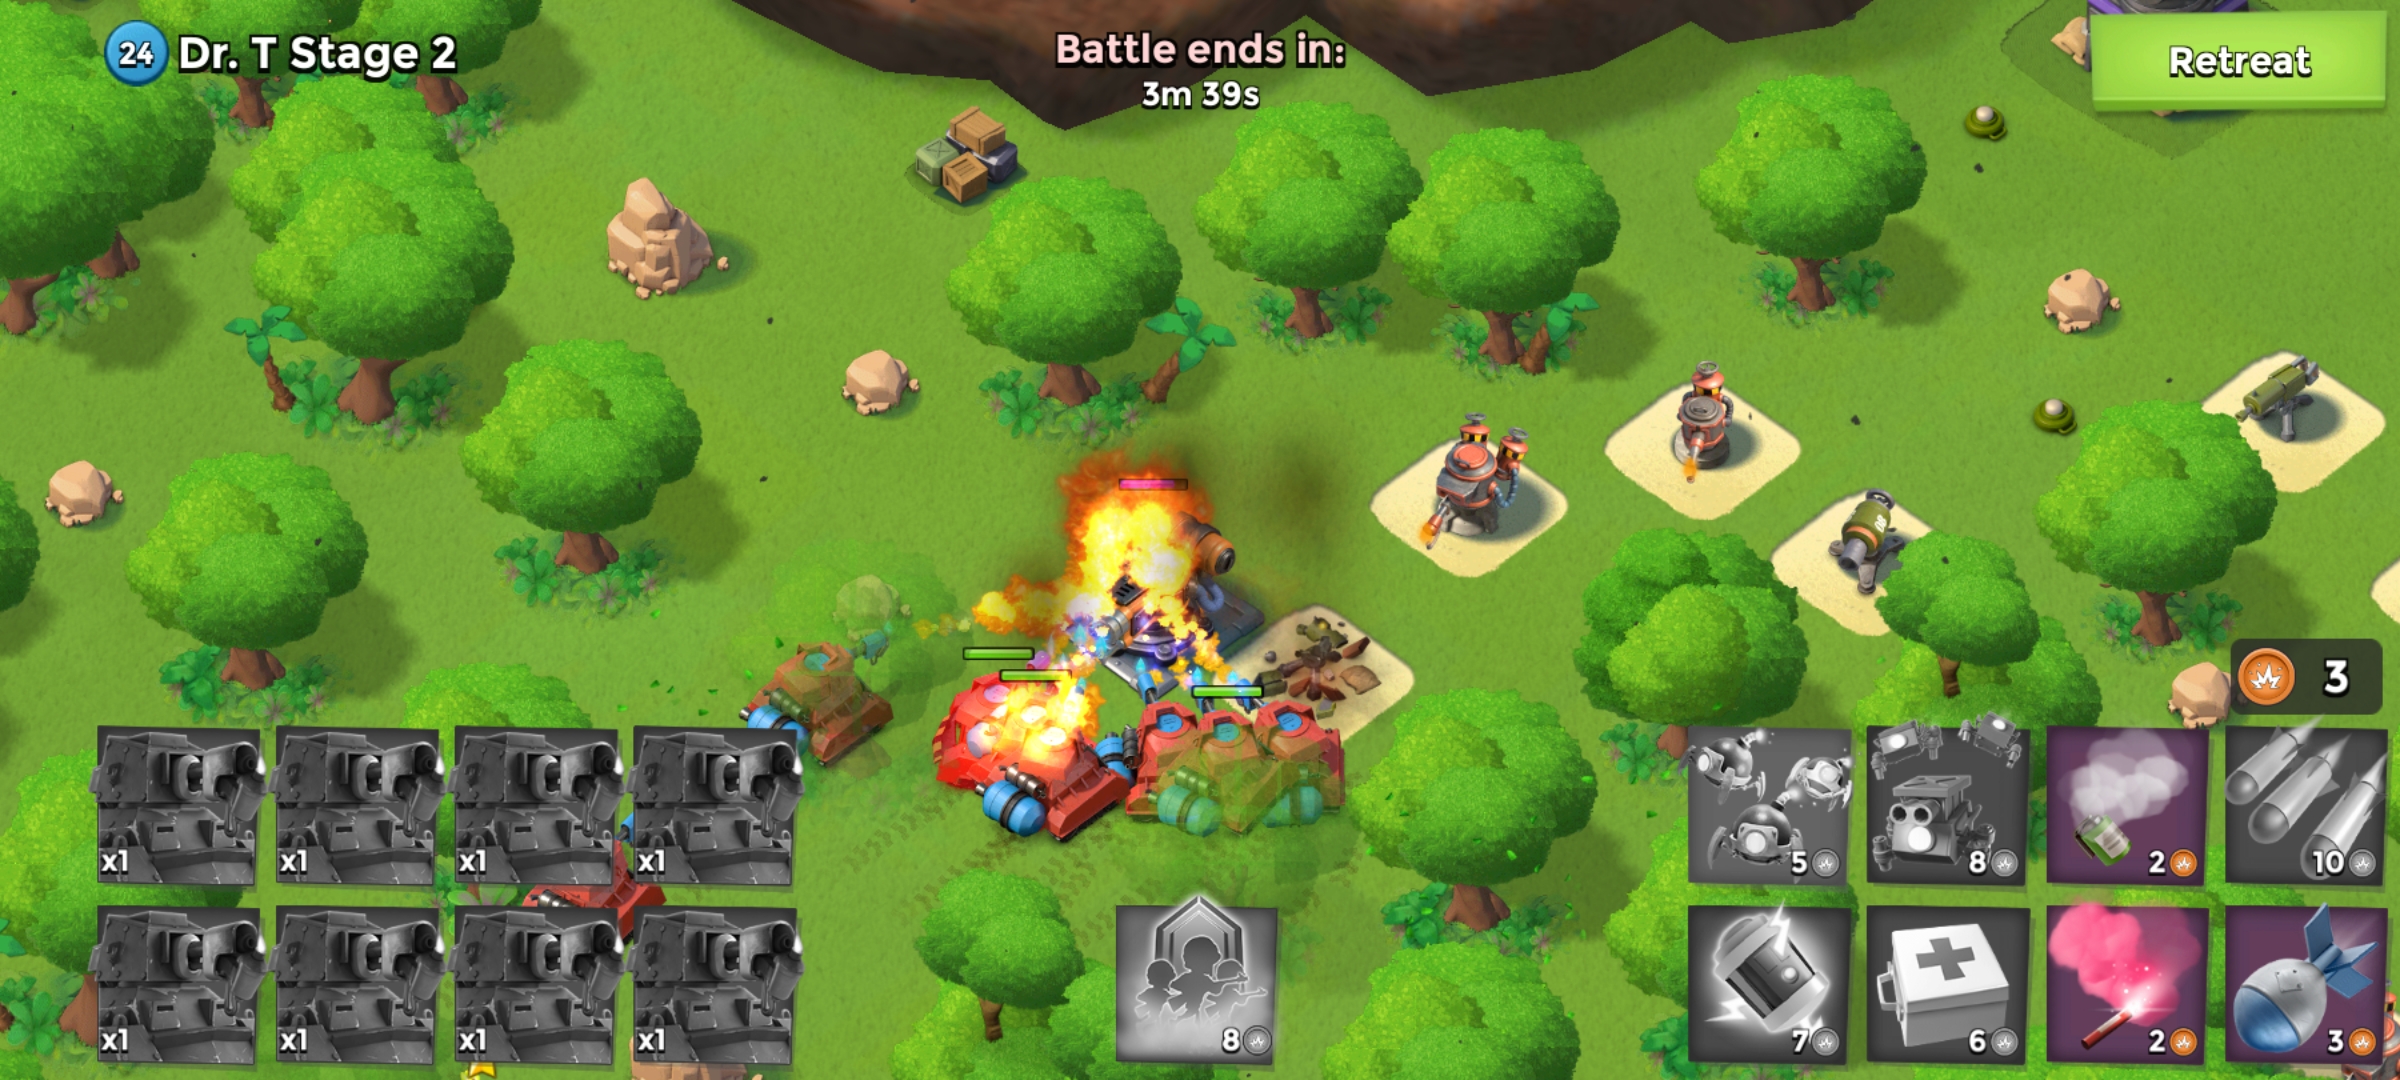 24 Dr. T Stage 2
Battle ends in:
3m 39s
Retreat
3
x1 x1 x1 x1
5 8 2 10
x1 x1 x1 x1
8
7 6 2 3